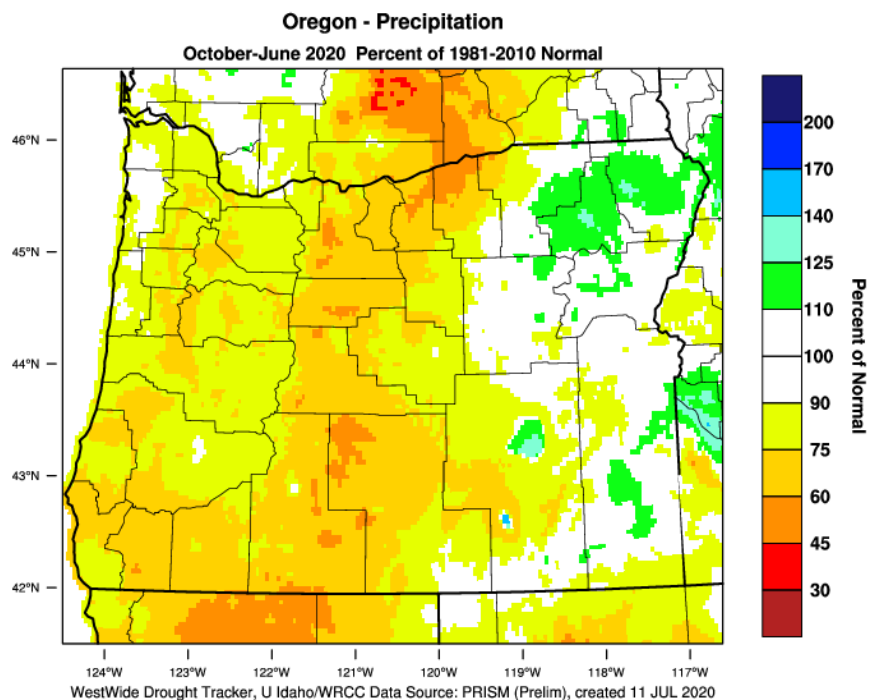 Oregon - Precipitation
October-June 2020 Percent of 1981-2010 Normal
46°N
45°N
44°N
43°N
42°N
124°W 123°W 122°W 121°W 120°W 119°W 118°W 117°W
200
170
140
125
110
100
90
75
60
45
30
Percent of Normal
WestWide Drought Tracker, U Idaho/WRCC Data Source: PRISM (Prelim), created 11 JUL 2020